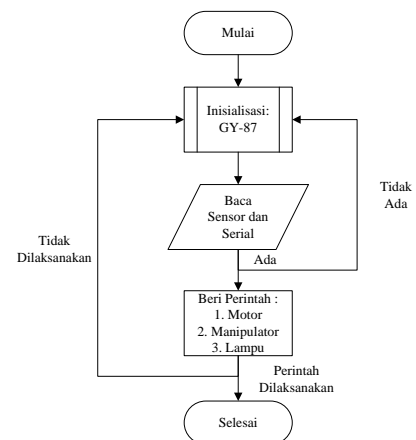 Mulai
Inisialisasi:
GY-87
Baca
Sensor dan
Serial
Tidak
Ada
Tidak
Dilaksanakan
Ada
Beri Perintah :
1. Motor
2. Manipulator
3. Lampu
Perintah
Dilaksanakan
Selesai